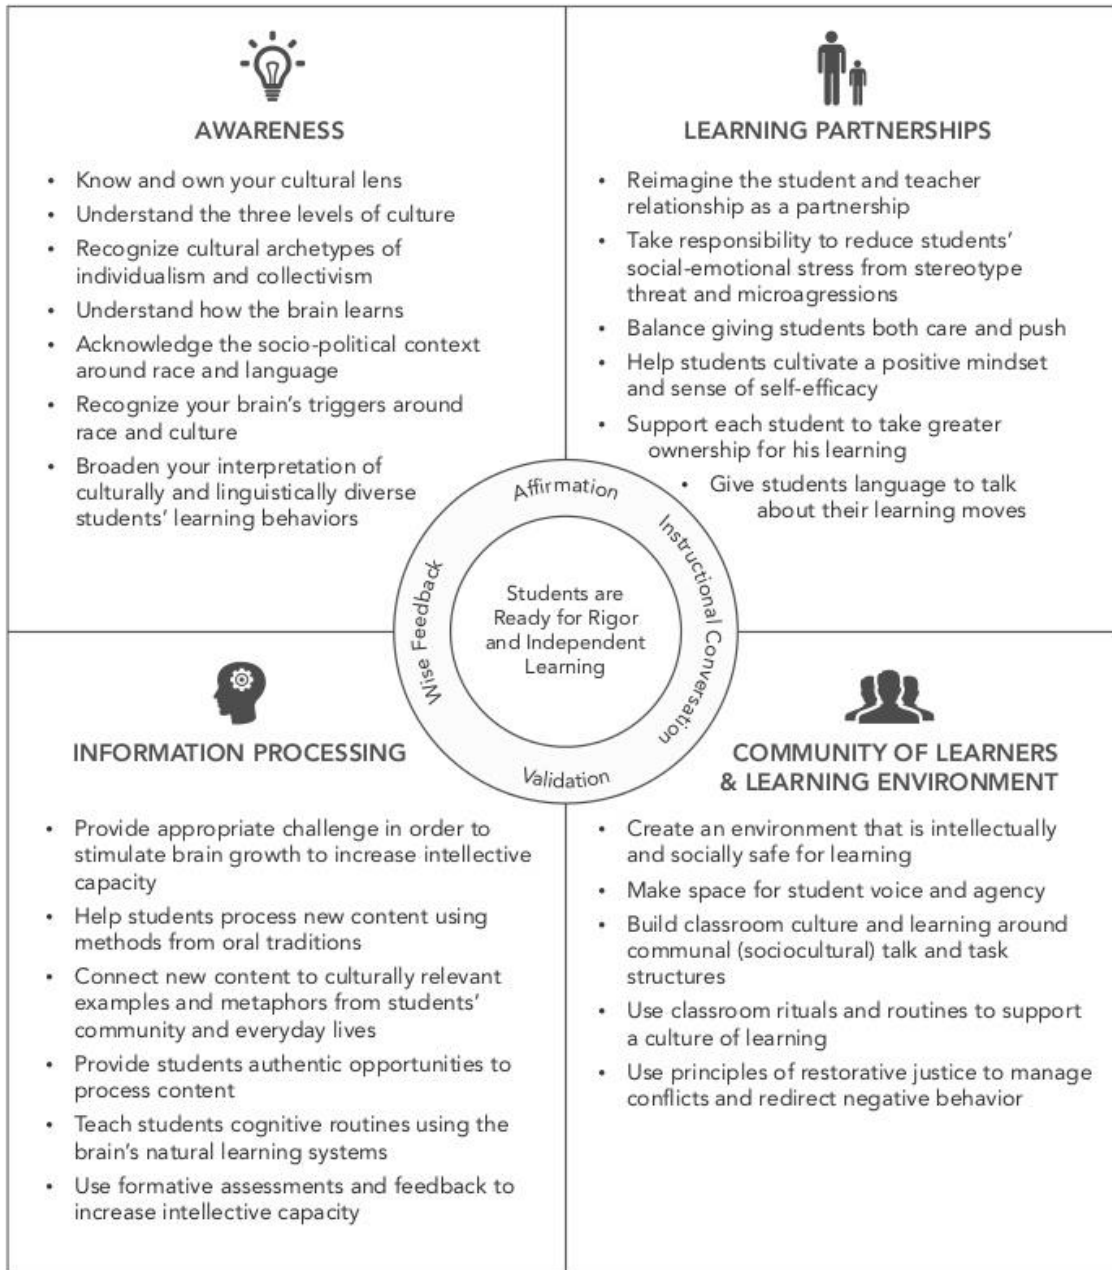 AWARENESS
• Know and own your cultural lens
• Understand the three levels of culture
• Recognize cultural archetypes of
individualism and collectivism
• Understand how the brain learns
• Acknowledge the socio-political context
around race and language
• Recognize your brain's triggers around
race and culture
• Broaden your interpretation of
culturally and linguistically diverse
students' learning behaviors
LEARNING PARTNERSHIPS
• Reimagine the student and teacher
relationship as a partnership
• Take responsibility to reduce students'
social-emotional stress from stereotype
threat and microagressions
• Balance giving students both care and push
• Help students cultivate a positive mindset
and sense of self-efficacy
• Support each student to take greater
ownership for his learning
• Give students language to talk
about their learning moves
Affirmation
Instructional Conversation
Validation
Wise Feedback
Students are
Ready for Rigor
and Independent
Learning
INFORMATION PROCESSING
• Provide appropriate challenge in order to
stimulate brain growth to increase intellective
capacity
• Help students process new content using
methods from oral traditions
• Connect new content to culturally relevant
examples and metaphors from students'
community and everyday lives
• Provide students authentic opportunities to
process content
• Teach students cognitive routines using the
brain's natural learning systems
• Use formative assessments and feedback to
increase intellective capacity
COMMUNITY OF LEARNERS
& LEARNING ENVIRONMENT
• Create an environment that is intellectually
and socially safe for learning
• Make space for student voice and agency
• Build classroom culture and learning around
communal (sociocultural) talk and task
structures
• Use classroom rituals and routines to support
a culture of learning
• Use principles of restorative justice to manage
conflicts and redirect negative behavior